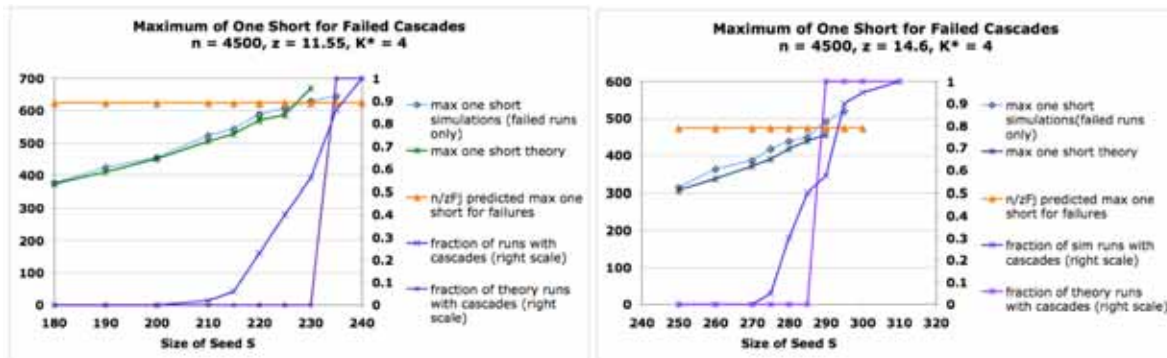 Maximum of One Short for Failed Cascades
n = 4500, z = 11.55, K* = 4
700
600
500
400
300
200
100
0
1
0.9
0.8
0.7
0.6
0.5
0.4
0.3
0.2
0.1
0
180 190 200 210 220 230 240
Size of Seed S
max one short
simulations (failed runs
only)
max one short theory
n/zFj predicted max one
short for failures
fraction of runs with
cascades (right scale)
fraction of theory runs
with cascades (right
scale)
Maximum of One Short for Failed Cascades
n = 4500, z = 14.6, K* = 4
600
500
400
300
200
100
0
1
0.9
0.8
0.7
0.6
0.5
0.4
0.3
0.2
0.1
0
240 250 260 270 280 290 300 310 320
Size of Seed S
max one short
simulations(failed runs
only)
max one short theory
n/zFj predicted max one
short for failures
fraction of sim runs with
cascades (right scale)
fraction of theory runs
with cascades (right scale)